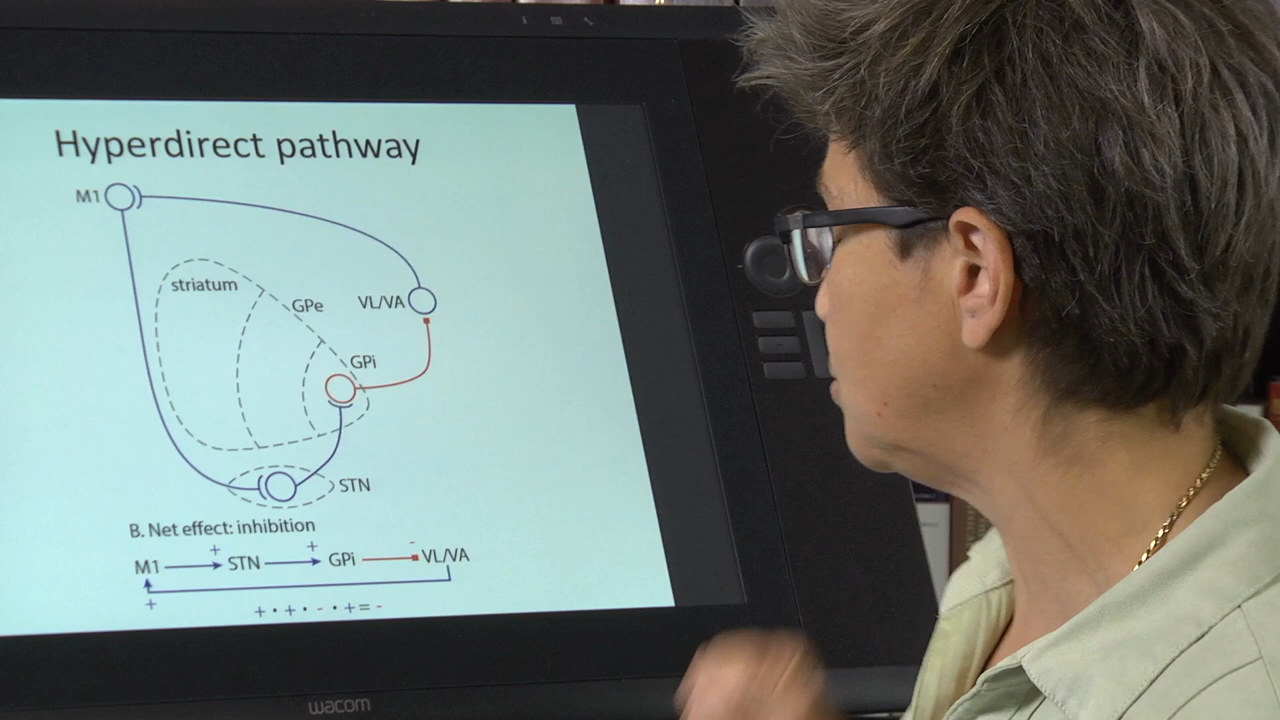 Hyperdirect pathway
M1
striatum
GPe
VL/VA
GPi
STN
B. Net effect: inhibition
+ + -
M1 STN GPi VL/VA
+
+ · + · - · + = -
wacom